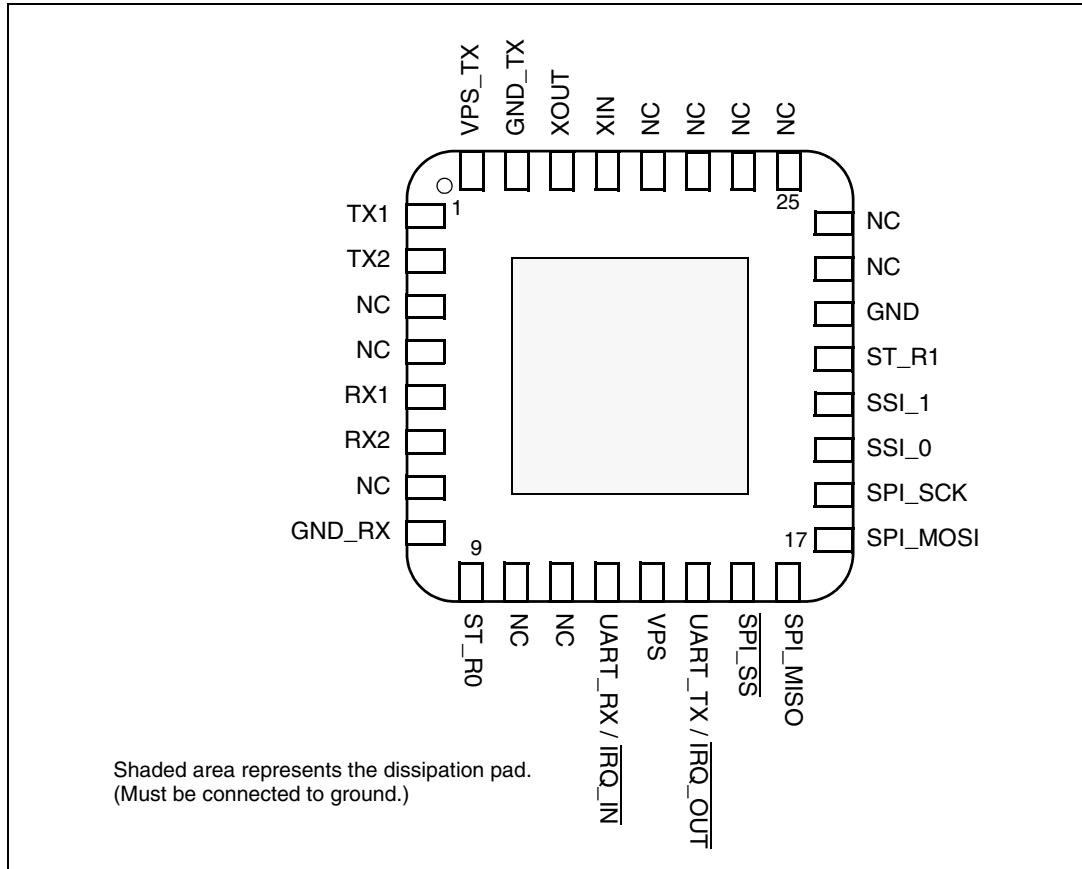 VPS_TX
GND_TX
XOUT
XIN
NC
NC
NC
NC
1
25
TX1
TX2
NC
NC
RX1
RX2
NC
GND_RX
NC
NC
GND
ST_R1
SSI_1
SSI_0
SPI_SCK
SPI_MOSI
9
17
ST_R0
NC
NC
UART_RX / IRQ_IN
VPS
UART_TX / IRQ_OUT
SPI_SS
SPI_MISO
Shaded area represents the dissipation pad.
(Must be connected to ground.)